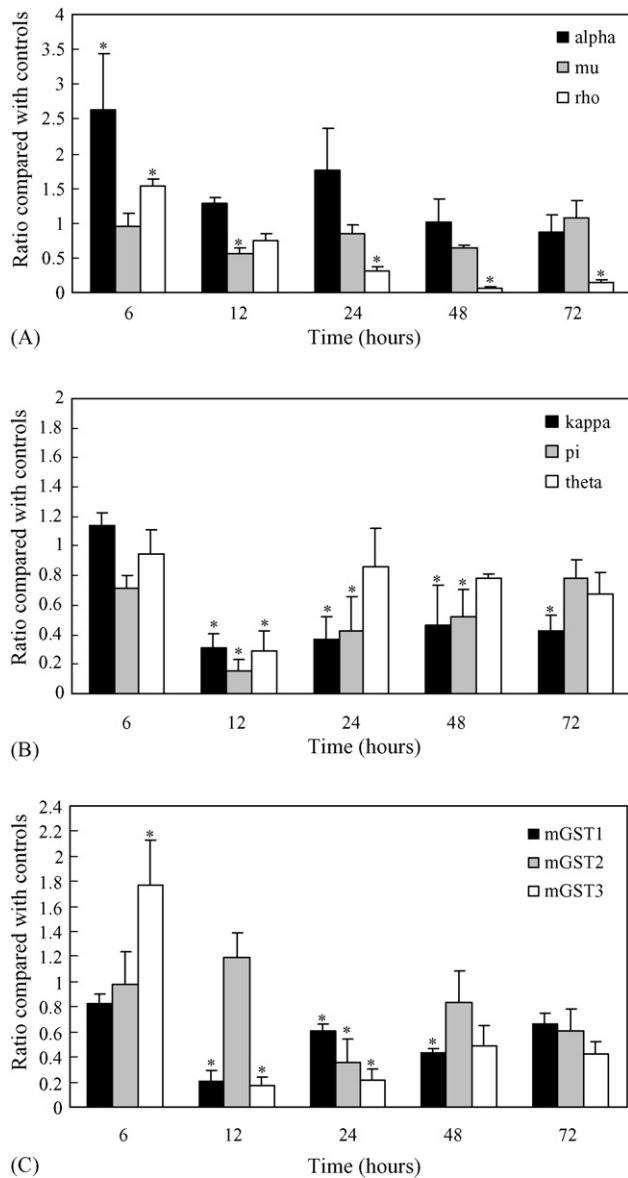 4
3.5
3
2.5
2
1.5
1
0.5
0
Ratio compared with controls
alpha
mu
rho
* * * * * *
6 12 24 48 72
Time (hours)
(A)
2
1.8
1.6
1.4
1.2
1
0.8
0.6
0.4
0.2
0
Ratio compared with controls
kappa
pi
theta
* * * * * * * *
6 12 24 48 72
Time (hours)
(B)
2.4
2.2
2
1.8
1.6
1.4
1.2
1
0.8
0.6
0.4
0.2
0
Ratio compared with controls
mGST1
mGST2
mGST3
* * * * * * *
6 12 24 48 72
Time (hours)
(C)